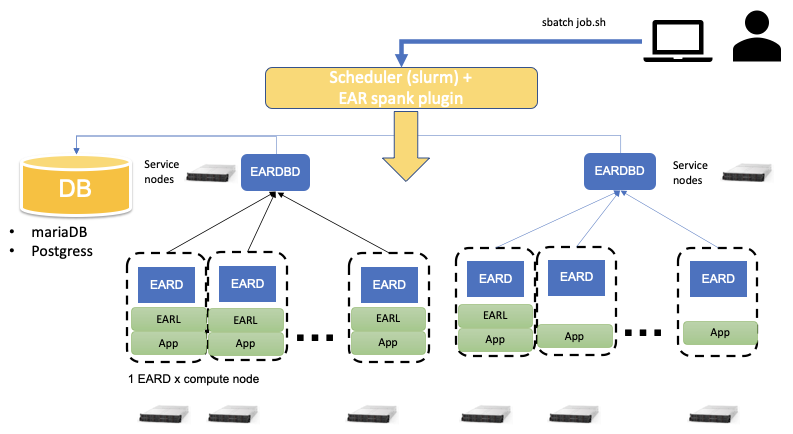 sbatch job.sh
Scheduler (slurm) +
EAR spank plugin
DB
Service
nodes
EARDBD
EARDBD
Service
nodes
• mariaDB
• Postgress
EARD
EARD
EARD
EARD
EARD
EARD
EARL
EARL
EARL
EARL
App
App
App
App
App
App
1 EARD x compute node